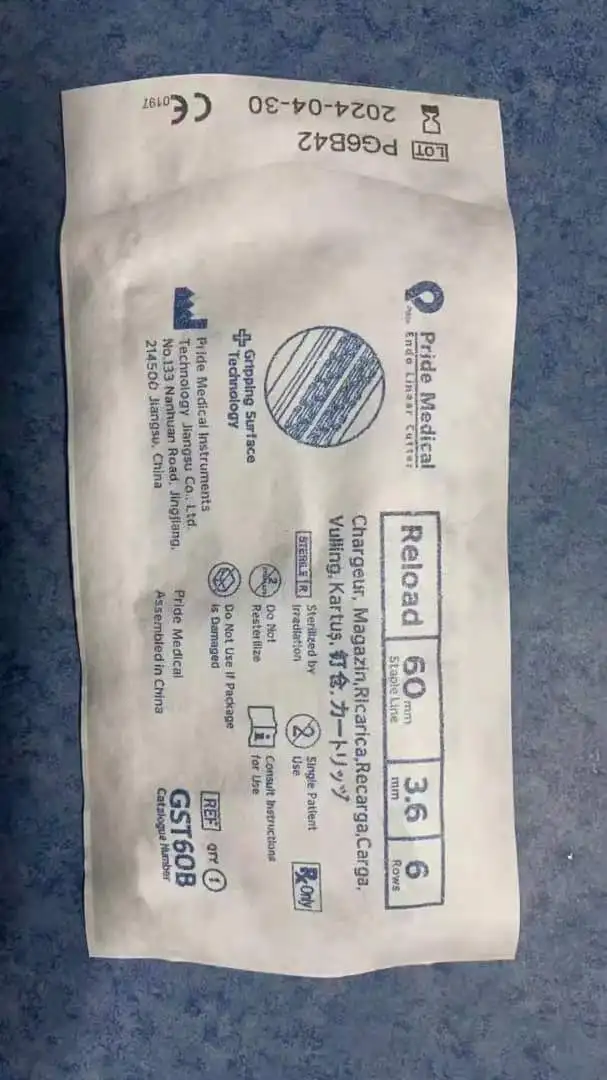 Pride Medical
Endo Linear Cutter
Reload
60 mm
Staple Line
3.6
mm
6
Rows
Chargeur, Magazin,Ricarica,Recarga,Carga,
Vulling, Kartuş, 钉仓, カートリッヅ
Gripping Surface
Technology
STERILE R
Sterilized by
Irradiation
2
Single Patient
Use
Rx Only
2
Do Not
Resterilize
i
Consult Instructions
for Use
Do Not Use if Package
is Damaged
Pride Medical Instruments
Technology Jiangsu Co., Ltd.
No.133 Nanhuan Road, Jingjiang,
214500 Jiangsu, China
Pride Medical
Assembled in China
REF
QTY 1
GST60B
Catalogue Number
LOT PG6B42
2024-04-30
CE 0197